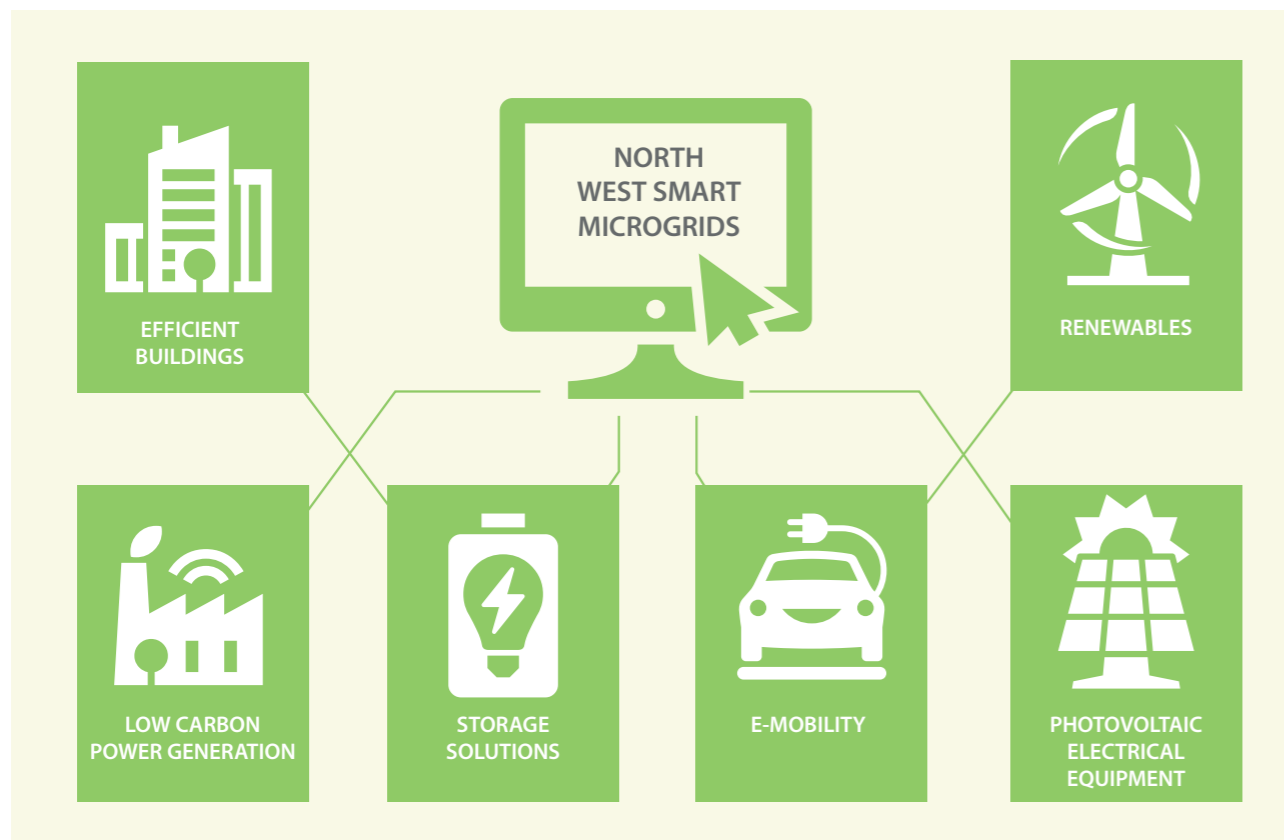 NORTH
WEST SMART
MICROGRIDS
EFFICIENT
BUILDINGS
RENEWABLES
LOW CARBON
POWER GENERATION
STORAGE
SOLUTIONS
E-MOBILITY
PHOTOVOLTAIC
ELECTRICAL
EQUIPMENT